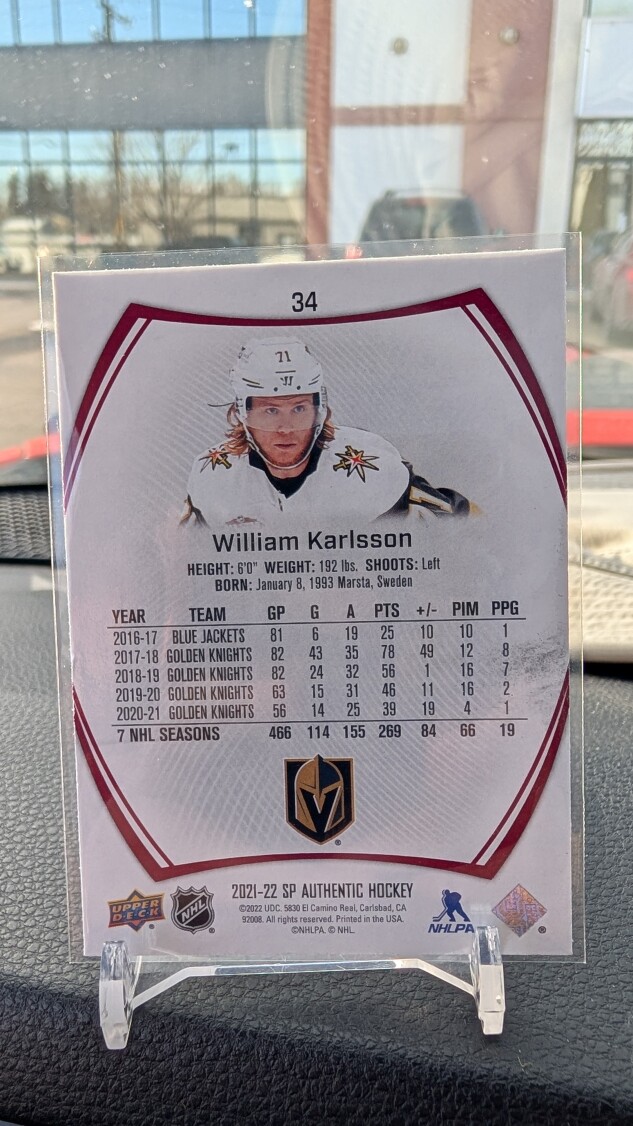 34
71
William Karlsson
HEIGHT: 6'0" WEIGHT: 192 lbs. SHOOTS: Left
BORN: January 8, 1993 Marsta, Sweden
YEAR TEAM GP G A PTS +/- PIM PPG
2016-17 BLUE JACKETS 81 6 19 25 10 10 1
2017-18 GOLDEN KNIGHTS 82 43 35 78 49 12 8
2018-19 GOLDEN KNIGHTS 82 24 32 56 1 16 7
2019-20 GOLDEN KNIGHTS 63 15 31 46 11 16 2
2020-21 GOLDEN KNIGHTS 56 14 25 39 19 4 1
7 NHL SEASONS 466 114 155 269 84 66 19
®
2021-22 SP AUTHENTIC HOCKEY
UPPER
D·E·C·K ®
NHL ®
©2022 UDC. 5830 El Camino Real, Carlsbad, CA
92008. All rights reserved. Printed in the USA.
©NHLPA. © NHL.
NHLPA ®